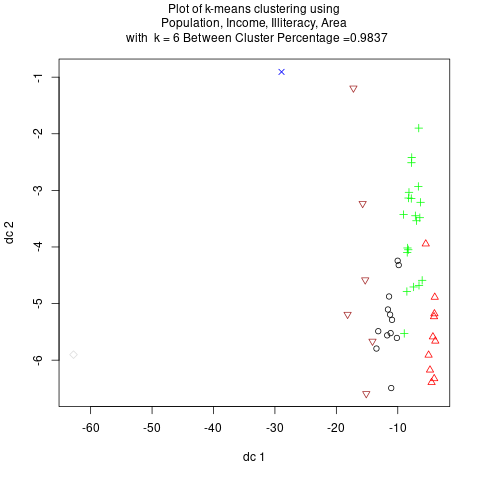 Plot of k-means clustering using
Population, Income, Illiteracy, Area
with  k = 6 Between Cluster Percentage =0.9837
-1
-2
-3
-4
-5
-6
dc 2
-60
-50
-40
-30
-20
-10
dc 1